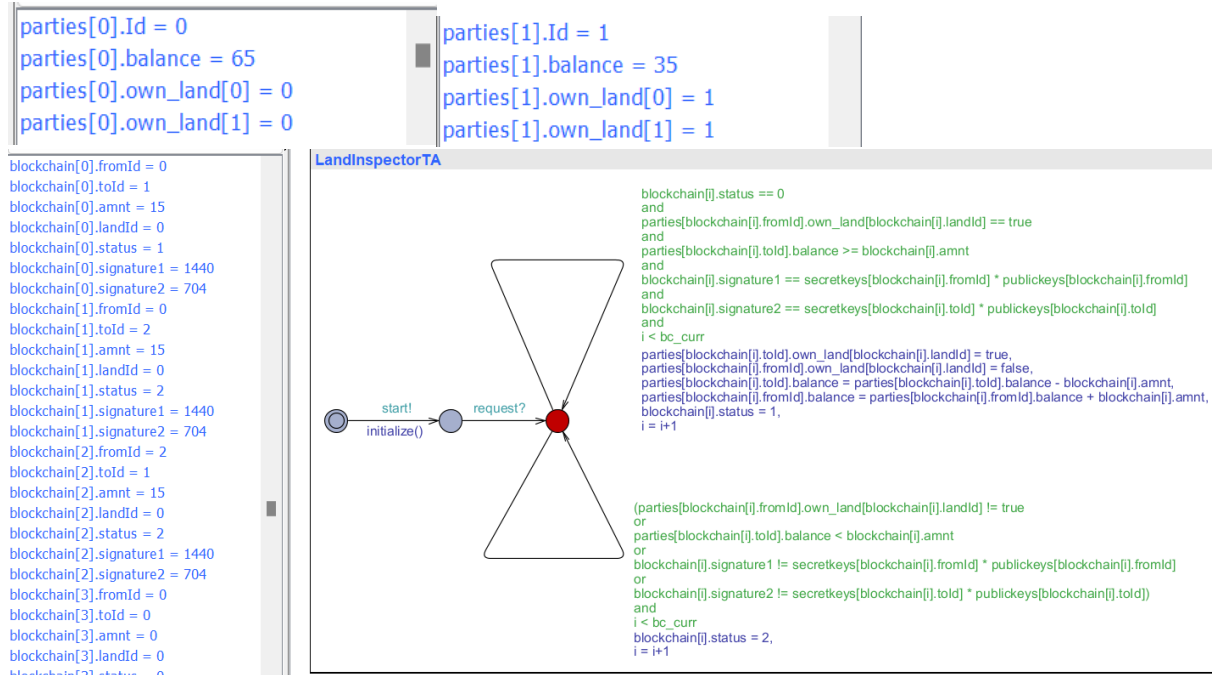 parties[0].Id = 0
parties[0].balance = 65
parties[0].own_land[0] = 0
parties[0].own_land[1] = 0
parties[1].Id = 1
parties[1].balance = 35
parties[1].own_land[0] = 1
parties[1].own_land[1] = 1
blockchain[0].fromId = 0
blockchain[0].toId = 1
blockchain[0].amnt = 15
blockchain[0].landId = 0
blockchain[0].status = 1
blockchain[0].signature1 = 1440
blockchain[0].signature2 = 704
blockchain[1].fromId = 0
blockchain[1].toId = 2
blockchain[1].amnt = 15
blockchain[1].landId = 0
blockchain[1].status = 2
blockchain[1].signature1 = 1440
blockchain[1].signature2 = 704
blockchain[2].fromId = 2
blockchain[2].toId = 1
blockchain[2].amnt = 15
blockchain[2].landId = 0
blockchain[2].status = 2
blockchain[2].signature1 = 1440
blockchain[2].signature2 = 704
blockchain[3].fromId = 0
blockchain[3].toId = 0
blockchain[3].amnt = 0
blockchain[3].landId = 0
blockchain[3].status = 0
LandInspectorTA
blockchain[i].status == 0
and
parties[blockchain[i].fromId].own_land[blockchain[i].landId] == true
and
parties[blockchain[i].toId].balance >= blockchain[i].amnt
and
blockchain[i].signature1 == secretkeys[blockchain[i].fromId] * publickeys[blockchain[i].fromId]
and
blockchain[i].signature2 == secretkeys[blockchain[i].toId] * publickeys[blockchain[i].toId]
and
i < bc_curr
parties[blockchain[i].toId].own_land[blockchain[i].landId] = true,
parties[blockchain[i].fromId].own_land[blockchain[i].landId] = false,
parties[blockchain[i].toId].balance = parties[blockchain[i].toId].balance - blockchain[i].amnt,
parties[blockchain[i].fromId].balance = parties[blockchain[i].fromId].balance + blockchain[i].amnt,
blockchain[i].status = 1,
i = i+1
start!
initialize()
request?
(parties[blockchain[i].fromId].own_land[blockchain[i].landId] != true
or
parties[blockchain[i].toId].balance < blockchain[i].amnt
or
blockchain[i].signature1 != secretkeys[blockchain[i].fromId] * publickeys[blockchain[i].fromId]
or
blockchain[i].signature2 != secretkeys[blockchain[i].toId] * publickeys[blockchain[i].toId])
and
i < bc_curr
blockchain[i].status = 2,
i = i+1